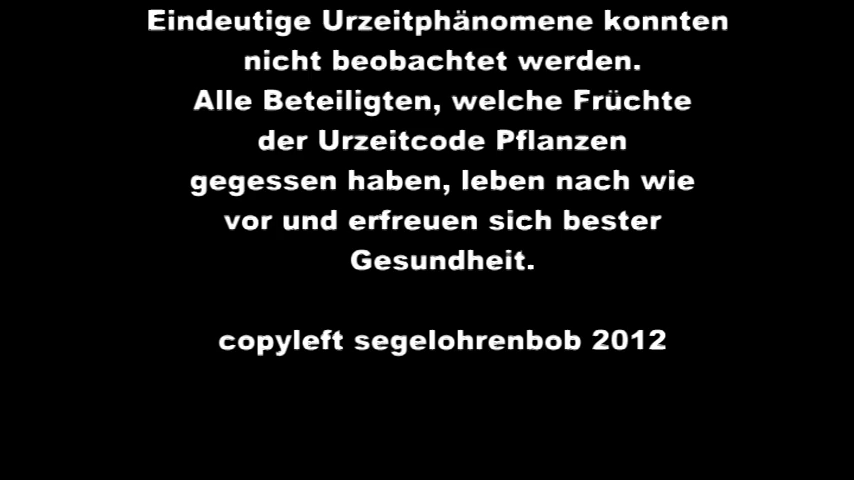 Eindeutige Urzeitphänomene konnten
nicht beobachtet werden.
Alle Beteiligten, welche Früchte
der Urzeitcode Pflanzen
gegessen haben, leben nach wie
vor und erfreuen sich bester
Gesundheit.
copyleft segelohrenbob 2012